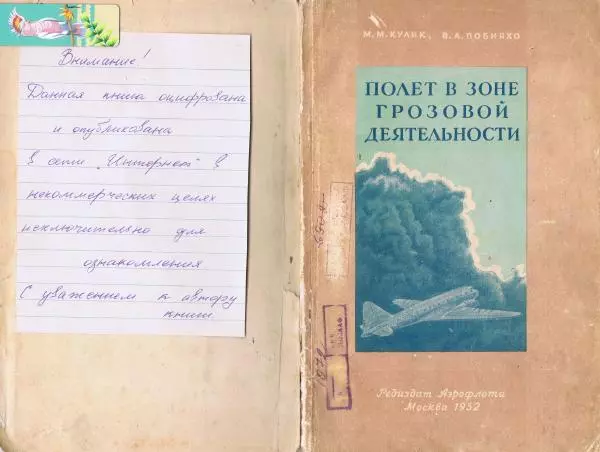 Внимание!
Данная книга оцифрована
и опубликована
в сети „Интернет" в
некоммерческих целях
исключительно для
ознакомления
С уважением к автору
книги.
М. М. КУЛИК, В. А. ПОБИЯХО
ПОЛЕТ В ЗОНЕ
ГРОЗОВОЙ
ДЕЯТЕЛЬНОСТИ
Редиздат Аэрофлота
Москва 1952